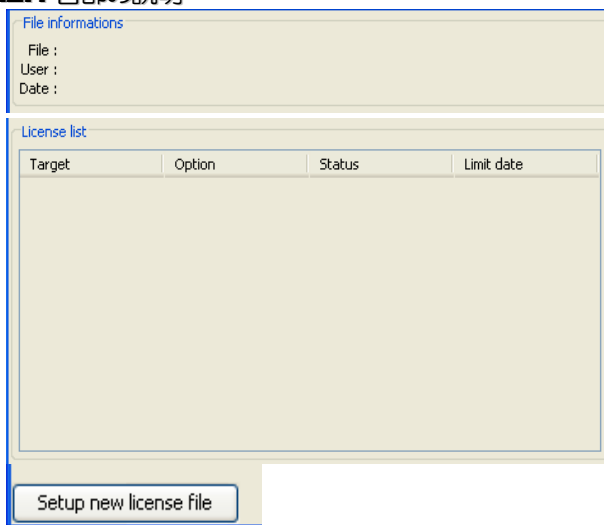 File informations
File :
User :
Date :
License list
Target Option Status Limit date
Setup new license file